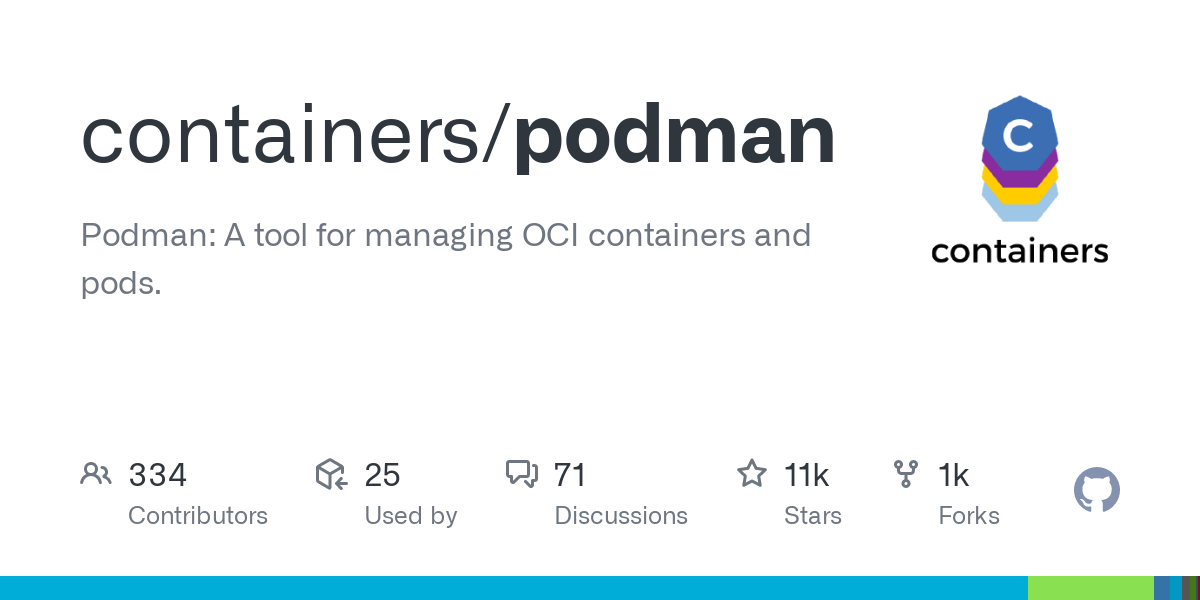 containers/podman
Podman: A tool for managing OCI containers and
pods.
C
containers
334
Contributors
25
Used by
71
Discussions
11k
Stars
1k
Forks